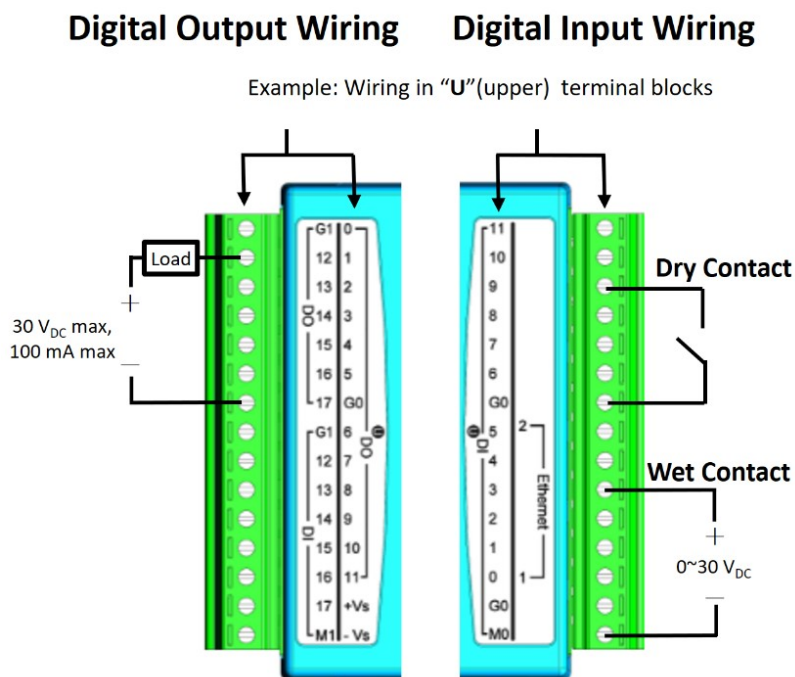 Digital Output Wiring
Digital Input Wiring
Example: Wiring in “U”(upper) terminal blocks
Load
+
30 VDC max,
100 mA max
—
G1 0
12 1
13 2
14 3
15 4
16 5
17 G0
G1 6
12 7
13 8
14 9
15 10
16 11
17 +Vs
M1 - Vs
DO
DI
DO
U
11
10
9
8
7
6
G0
5
4
3
2
1
0
G0
M0
U
DI
2
Ethernet
1
Dry Contact
Wet Contact
+
0~30 VDC
—